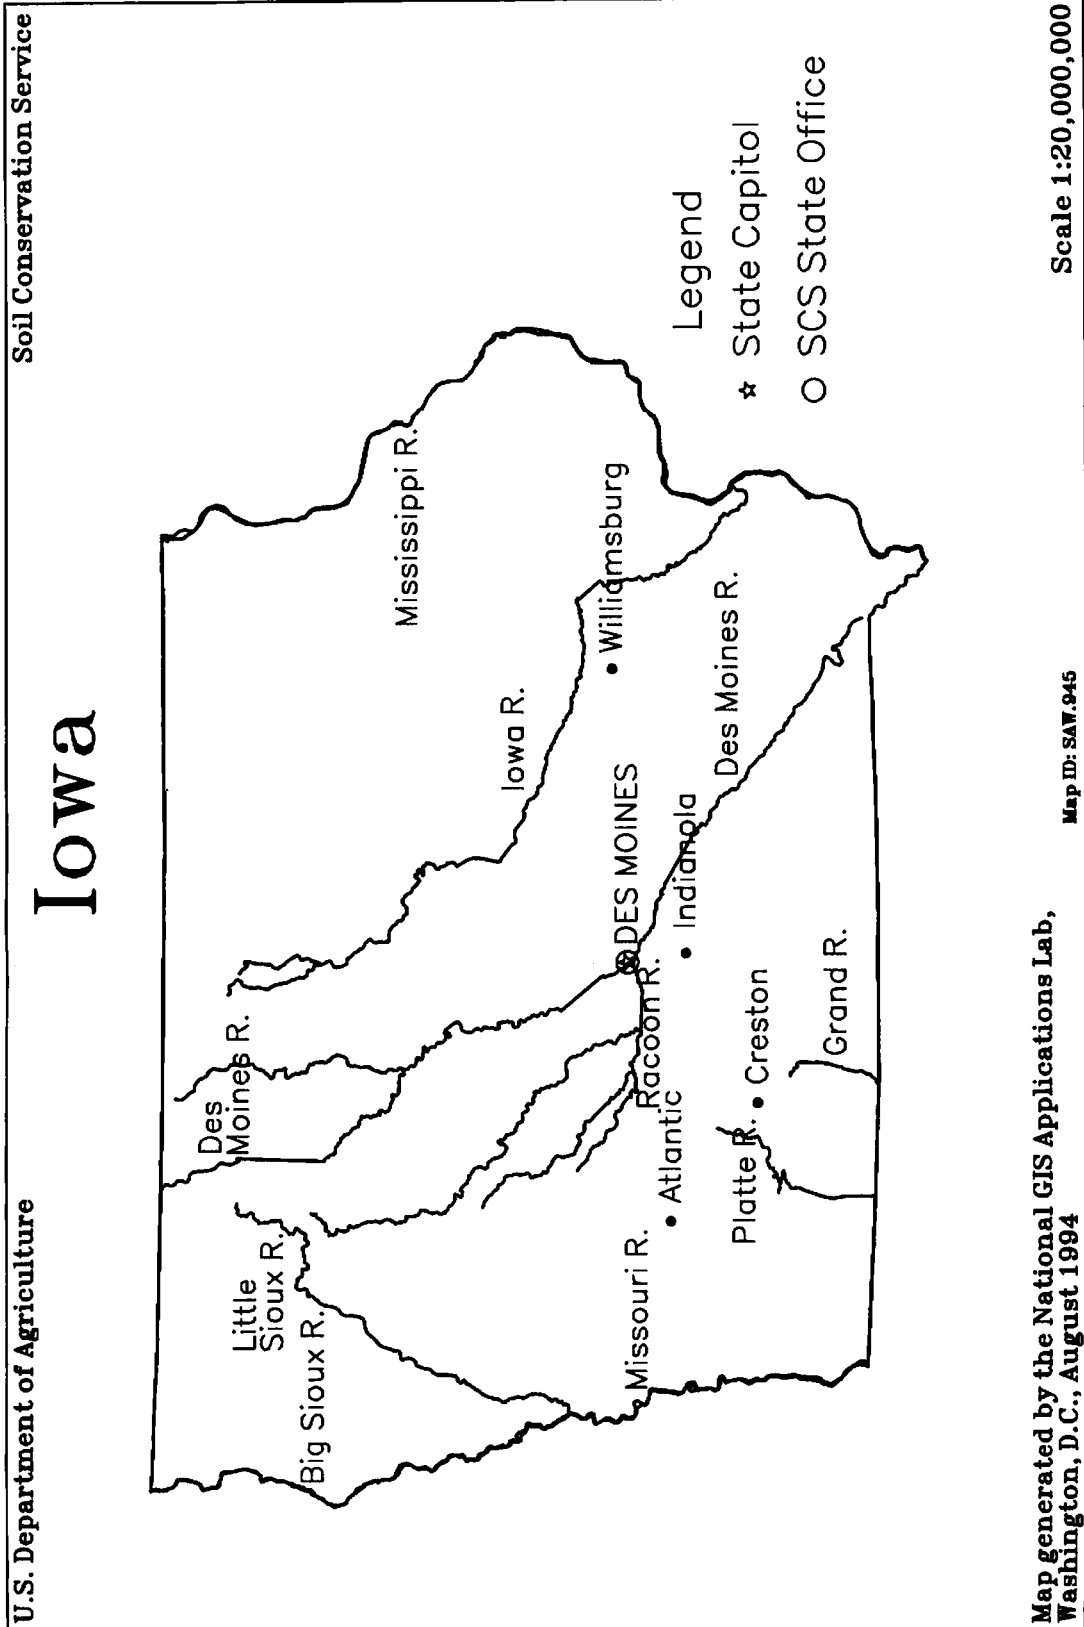 U.S. Department of Agriculture
Soil Conservation Service
Iowa
Des
Moines R.
Little
Sioux R.
Big Sioux R.
Mississippi R.
Iowa R.
Williamsburg
DES MOINES
Racoon R.
Missouri R.
Atlantic
Indianola
Des Moines R.
Platte R.
Creston
Grand R.
Legend
State Capitol
SCS State Office
Map generated by the National GIS Applications Lab,
Washington, D.C., August 1994
Map ID: SAW.945
Scale 1:20,000,000